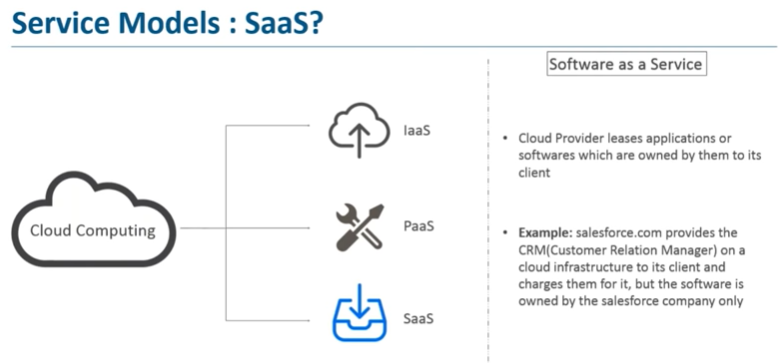 Service Models : SaaS?
Software as a Service
IaaS
Cloud Computing
PaaS
SaaS
• Cloud Provider leases applications or
softwares which are owned by them to its
client
• Example: salesforce.com provides the
CRM(Customer Relation Manager) on a
cloud infrastructure to its client and
charges them for it, but the software is
owned by the salesforce company only